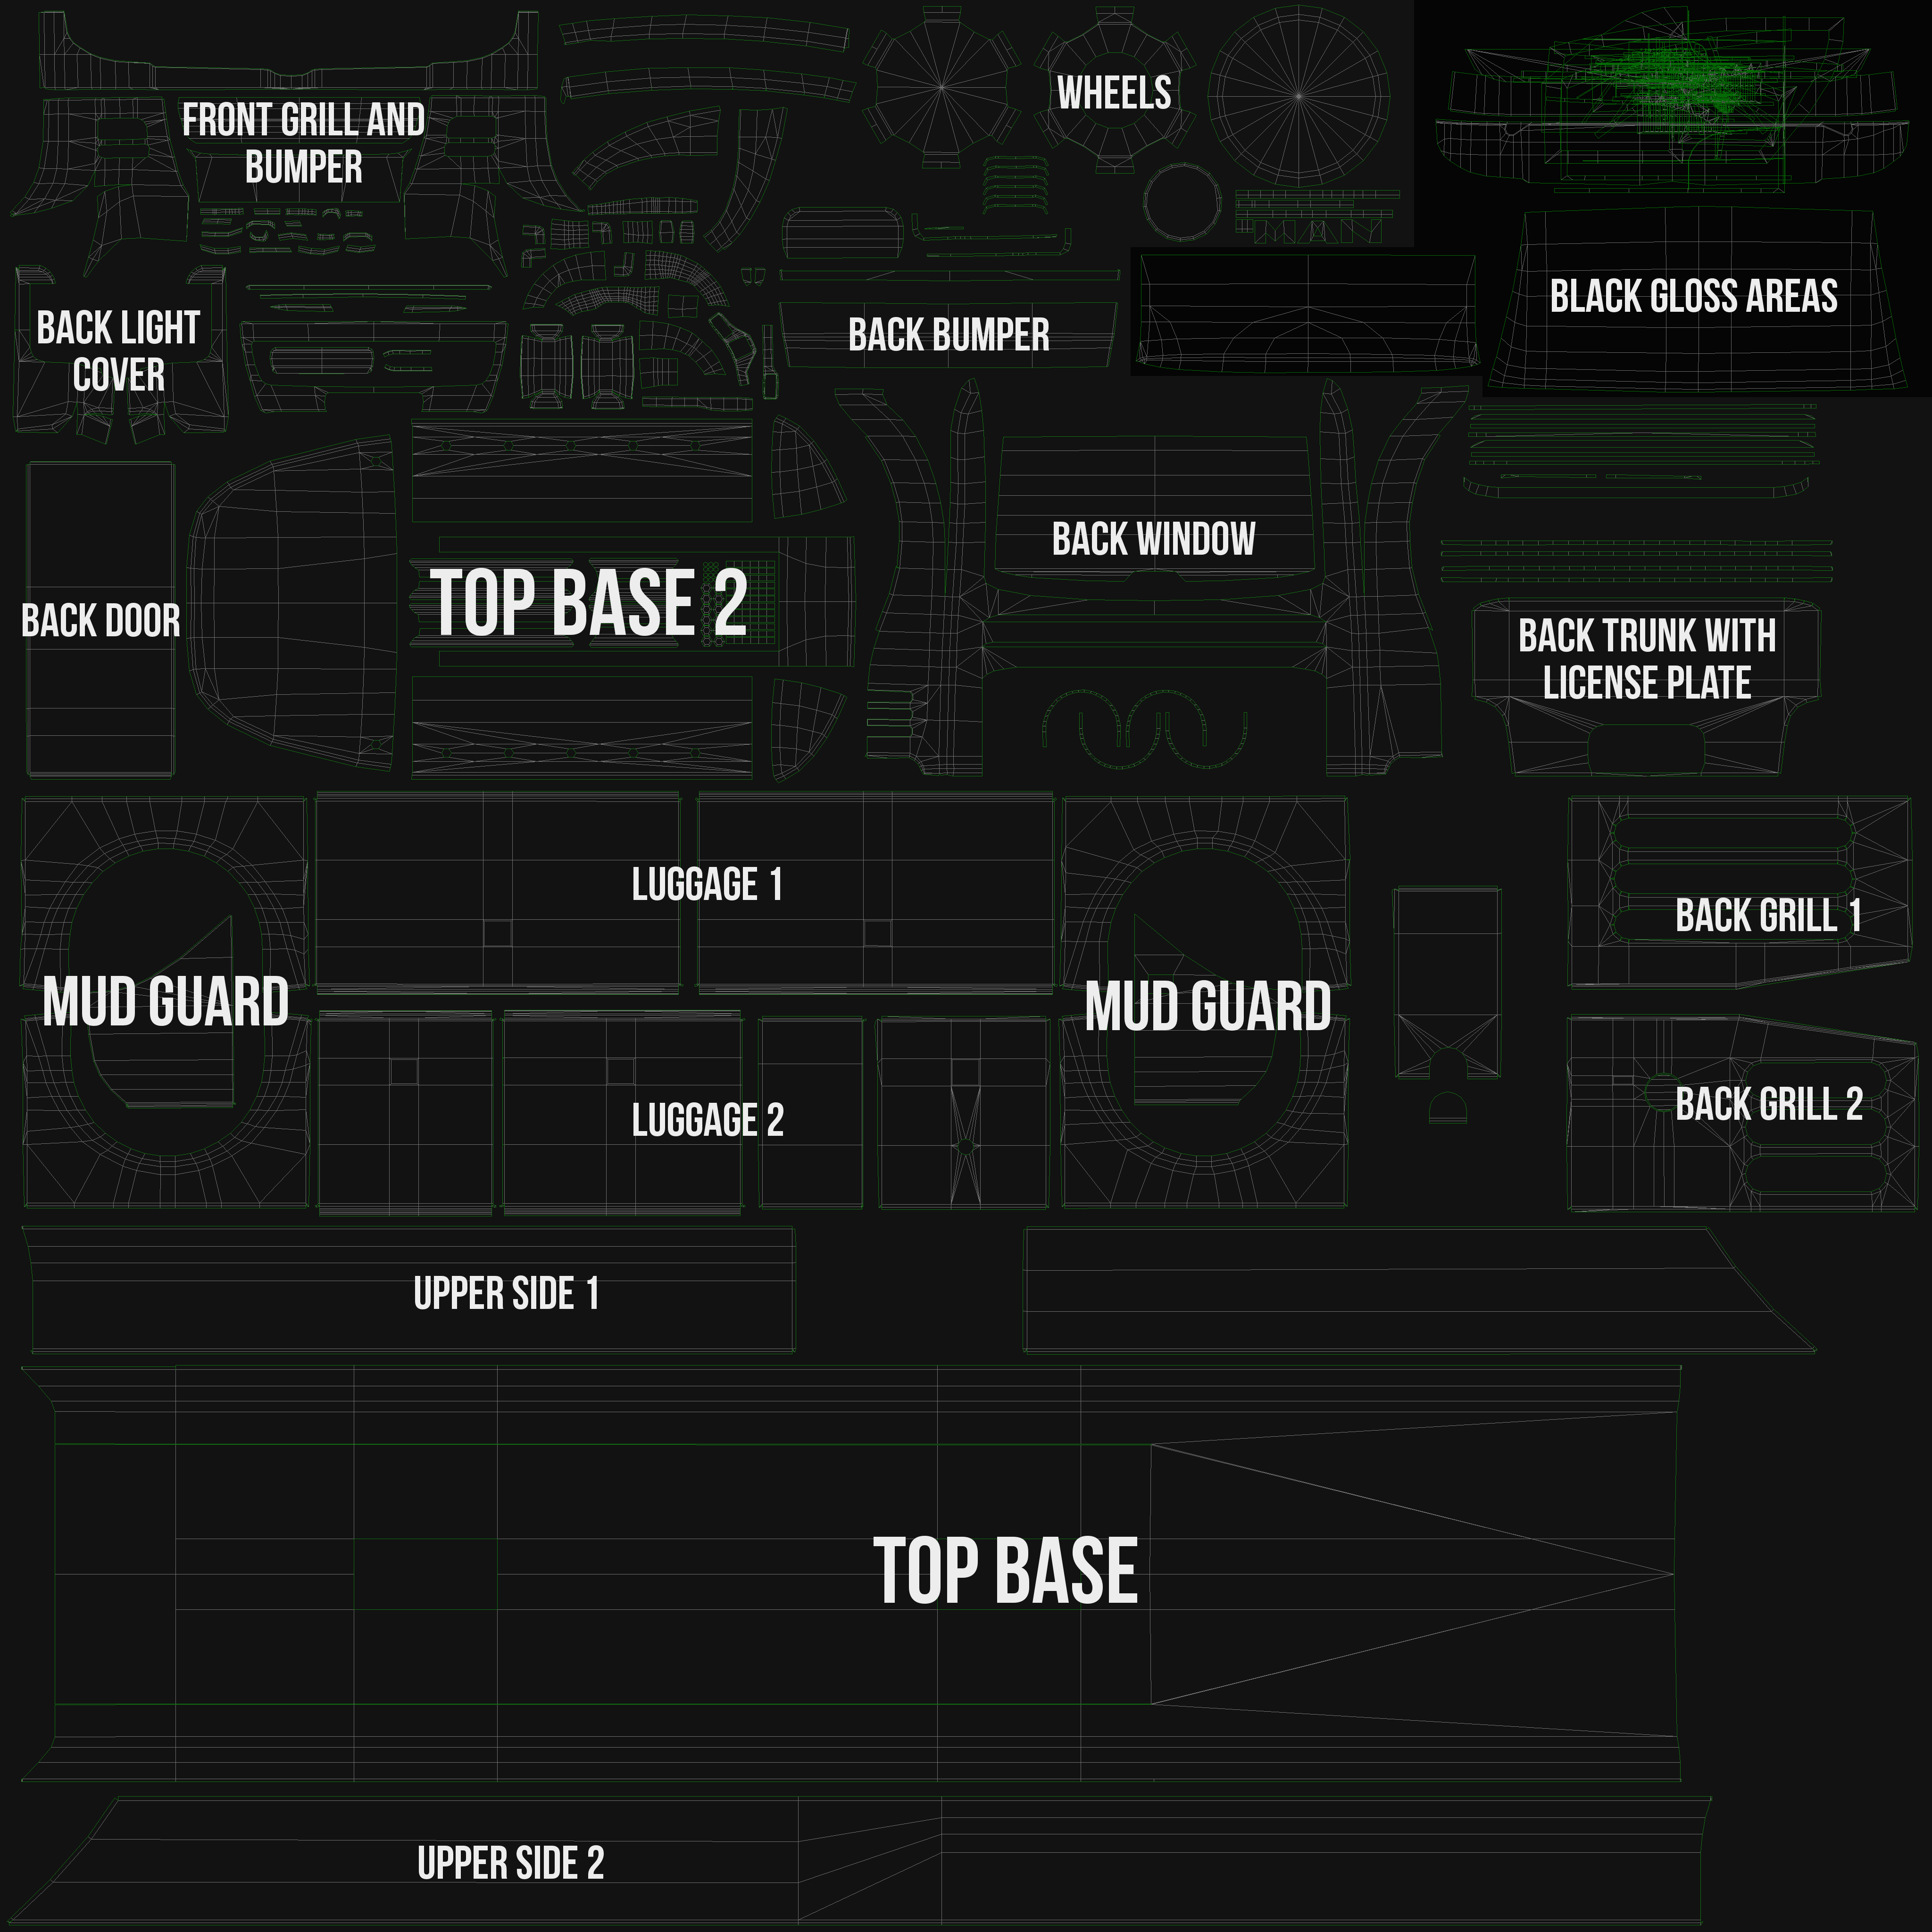 WHEELS
FRONT GRILL AND
BUMPER
BLACK GLOSS AREAS
BACK LIGHT
COVER
BACK BUMPER
BACK WINDOW
TOP BASE 2
BACK DOOR
BACK TRUNK WITH
LICENSE PLATE
LUGGAGE 1
BACK GRILL 1
MUD GUARD
MUD GUARD
LUGGAGE 2
BACK GRILL 2
UPPER SIDE 1
TOP BASE
UPPER SIDE 2